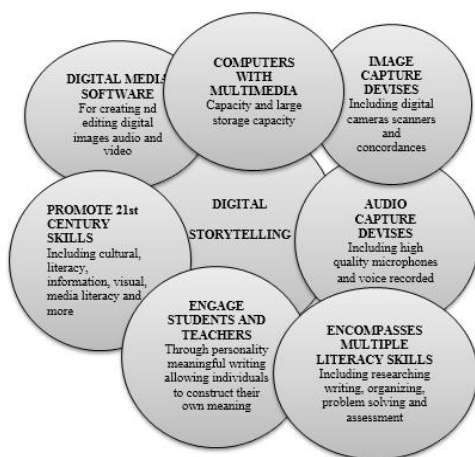 COMPUTERS
WITH
MULTIMEDIA
Capacity and large
storage capacity
IMAGE
CAPTURE
DEVISES
Including digital
cameras scanners
and
concordances
DIGITAL MEDIA
SOFTWARE
For creating nd
editing digital
images audio and
video
DIGITAL
STORYTELLING
AUDIO
CAPTURE
DEVISES
Including high
quality microphones
and voice recorded
PROMOTE 21st
CENTURY
SKILLS
Including cultural,
literacy,
information, visual,
media literacy and
more
ENGAGE
STUDENTS AND
TEACHERS
Through personality
meaningful writing
allowing individuals
to construct their
own meaning
ENCOMPASSES
MULTIPLE
LITERACY SKILLS
Including researching
writing, organizing,
problem solving and
assessment